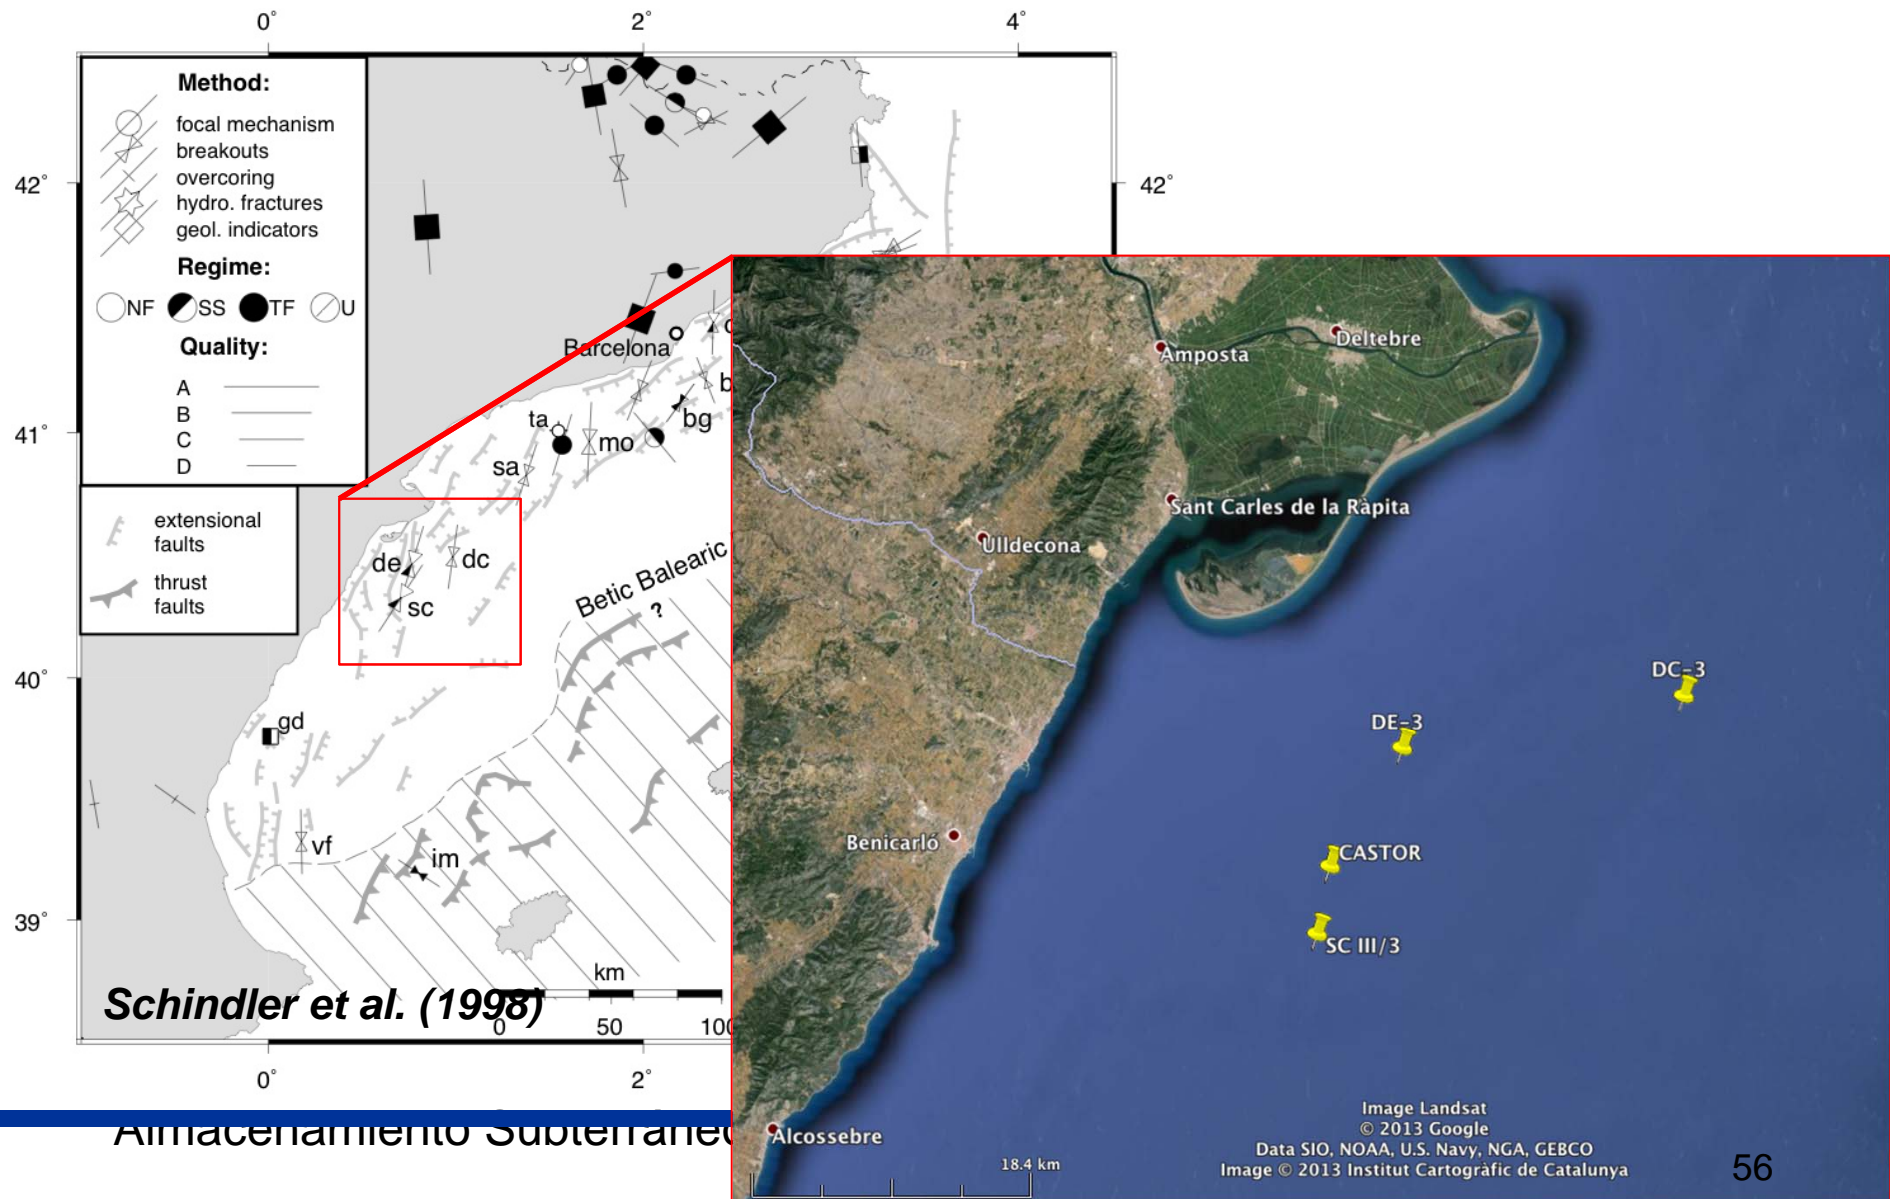 0°
2°
4°
Method:
focal mechanism
breakouts
overcoring
hydro. fractures
geol. indicators
Regime:
NF
SS
TF
U
Quality:
A
B
C
D
extensional
faults
thrust
faults
42°
42°
41°
40°
39°
Barcelona
ta
mo
sa
bg
b
de
dc
sc
Betic Balearic
?
gd
vf
im
km
0
50
100
Schindler et al. (1998)
0°
2°
Deltebre
Amposta
Sant Carles de la Ràpita
Ulldecona
DC-3
DE-3
Benicarló
CASTOR
SC III/3
Alcossebre
18.4 km
Image Landsat
© 2013 Google
Data SIO, NOAA, U.S. Navy, NGA, GEBCO
Image © 2013 Institut Cartogràfic de Catalunya
Almacenamiento Subterráneo
56